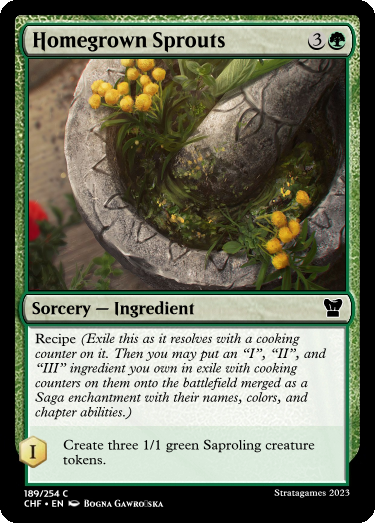 Homegrown Sprouts 3
Sorcery — Ingredient
Recipe (Exile this as it resolves with a cooking
counter on it. Then you may put an “I”, “II”, and
“III” ingredient you own in exile with cooking
counters on them onto the battlefield merged as a
Saga enchantment with their names, colors, and
chapter abilities.)
I
Create three 1/1 green Saproling creature
tokens.
189/254 C
Stratagames 2023
CHF • EN Bogna Gawro